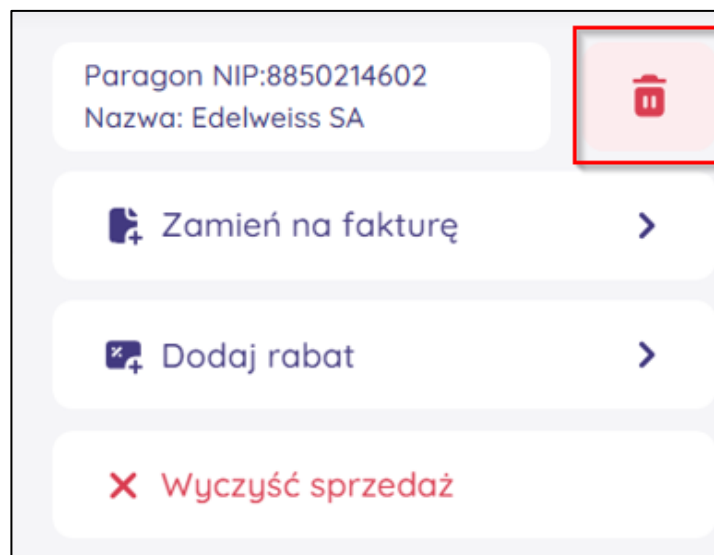 Paragon NIP:8850214602
Nazwa: Edelweiss SA
Zamień na fakturę
Dodaj rabat
Wyczyść sprzedaż